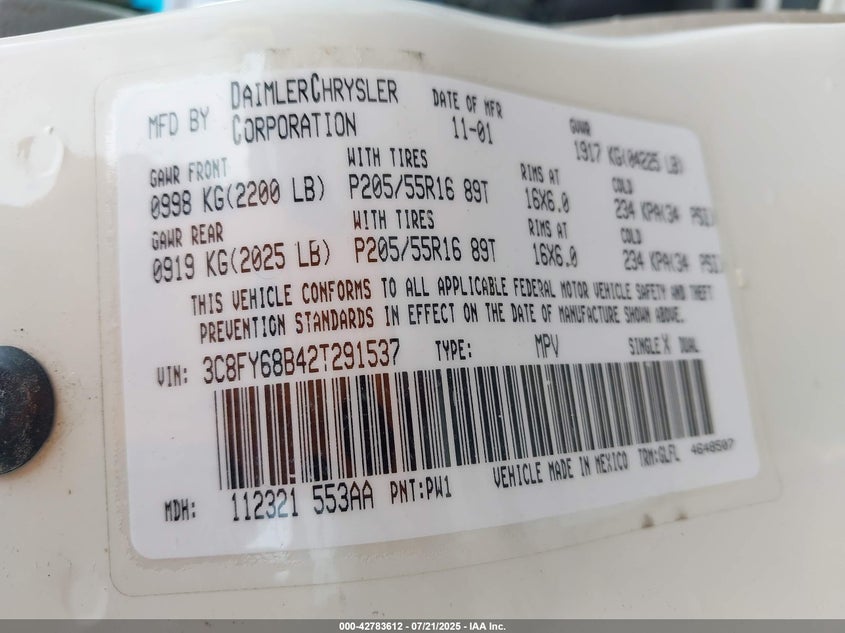 MFD BY DAIMLERCHRYSLER CORPORATION DATE OF MFR 11-01 GVWR 1917 KG(04225 LB)
GAWR FRONT WITH TIRES RIMS AT COLD
0998 KG(2200 LB) P205/55R16 89T 16X6.0 234 KPA(34 PSI)
GAWR REAR WITH TIRES RIMS AT COLD
0919 KG(2025 LB) P205/55R16 89T 16X6.0 234 KPA(34 PSI)
THIS VEHICLE CONFORMS TO ALL APPLICABLE FEDERAL MOTOR VEHICLE SAFETY AND THEFT
PREVENTION STANDARDS IN EFFECT ON THE DATE OF MANUFACTURE SHOWN ABOVE.
VIN: 3C8FY68B42T291537 TYPE: MPV SINGLE X DUAL
MDH: 112321 553AA PNT:PW1 VEHICLE MADE IN MEXICO TRM:GLFL 4648507
000-42783612 / 07/21/2025 - IAA Inc.